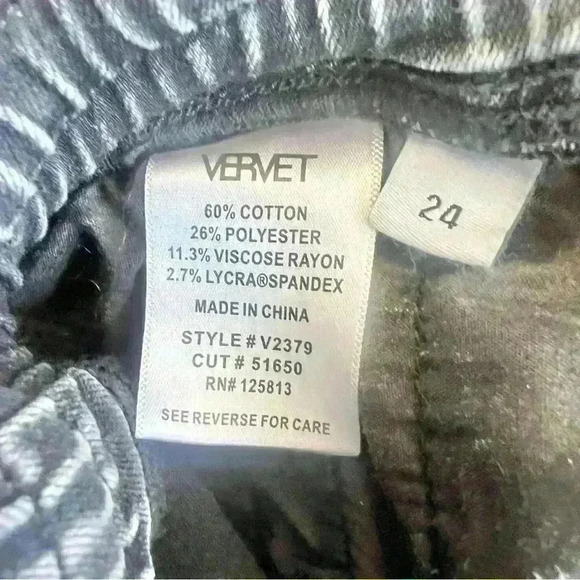 VERVET
60% COTTON
26% POLYESTER
11.3% VISCOSE RAYON
2.7% LYCRA®SPANDEX
MADE IN CHINA
STYLE # V2379
CUT # 51650
RN# 125813
SEE REVERSE FOR CARE
24